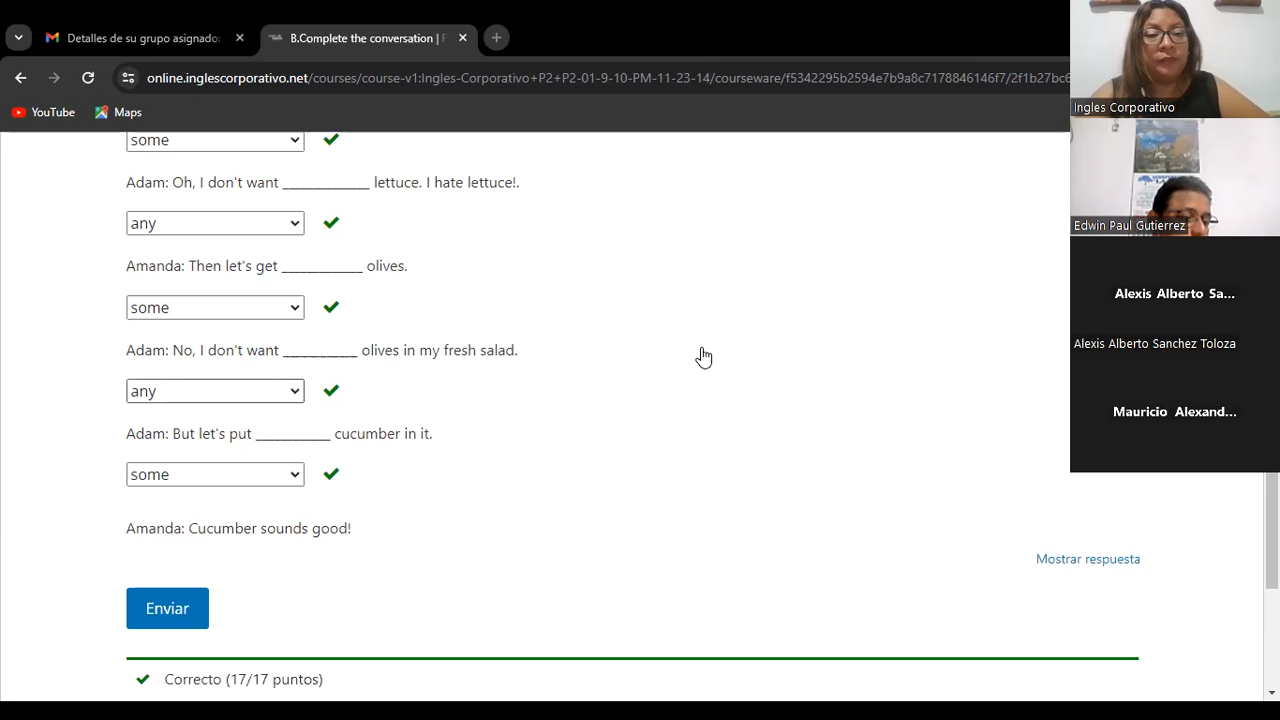 Detalles de su grupo asignado:
B.Complete the conversation |
online.inglescorporativo.net/courses/course-v1:Ingles-Corporativo+P2+P2-01-9-10-PM-11-23-14/courseware/f5342295b2594e7b9a8c7178846146f7/2f1b27bc6
YouTube
Maps
some
Adam: Oh, I don't want _____________ lettuce. I hate lettuce!.
any
Amanda: Then let's get ____________ olives.
some
Adam: No, I don't want ___________ olives in my fresh salad.
any
Adam: But let's put ___________ cucumber in it.
some
Amanda: Cucumber sounds good!
Mostrar respuesta
Enviar
Correcto (17/17 puntos)
Ingles Corporativo
Edwin Paul Gutierrez
Alexis Alberto Sa...
Alexis Alberto Sanchez Toloza
Mauricio Alexand...